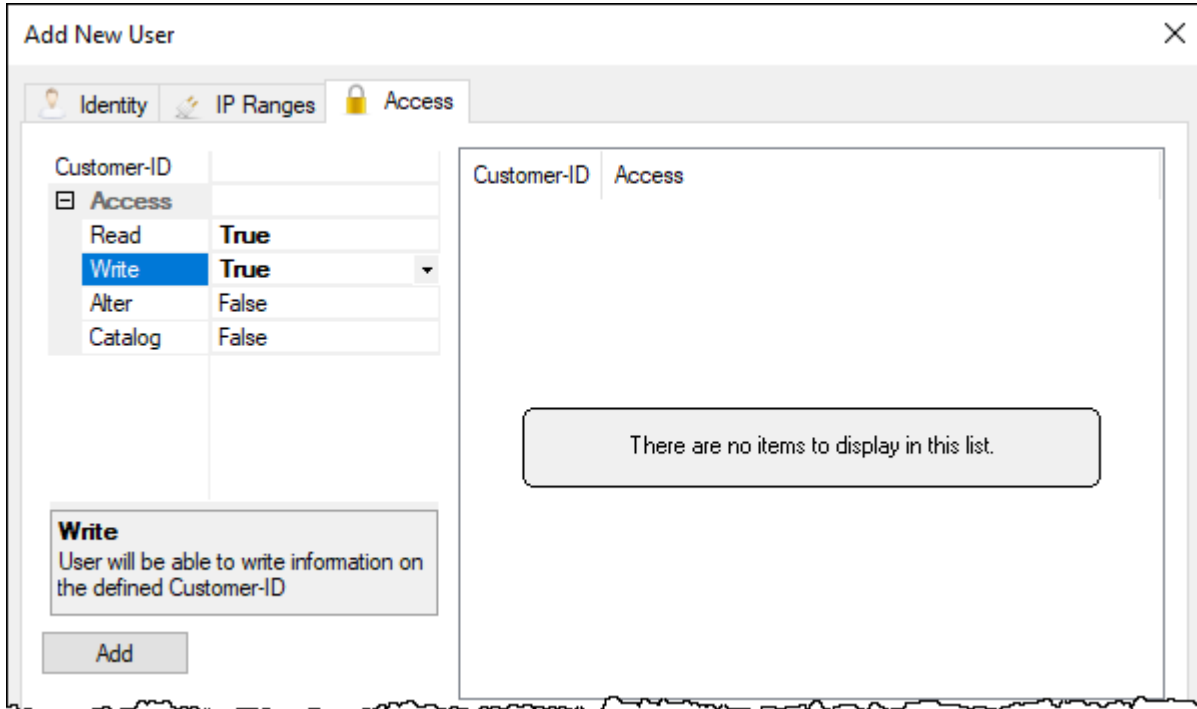 Add New User
Identity IP Ranges Access
Customer-ID
Access
Read True
Write True
Alter False
Catalog False
Write
User will be able to write information on
the defined Customer-ID
Add
Customer-ID Access
There are no items to display in this list.